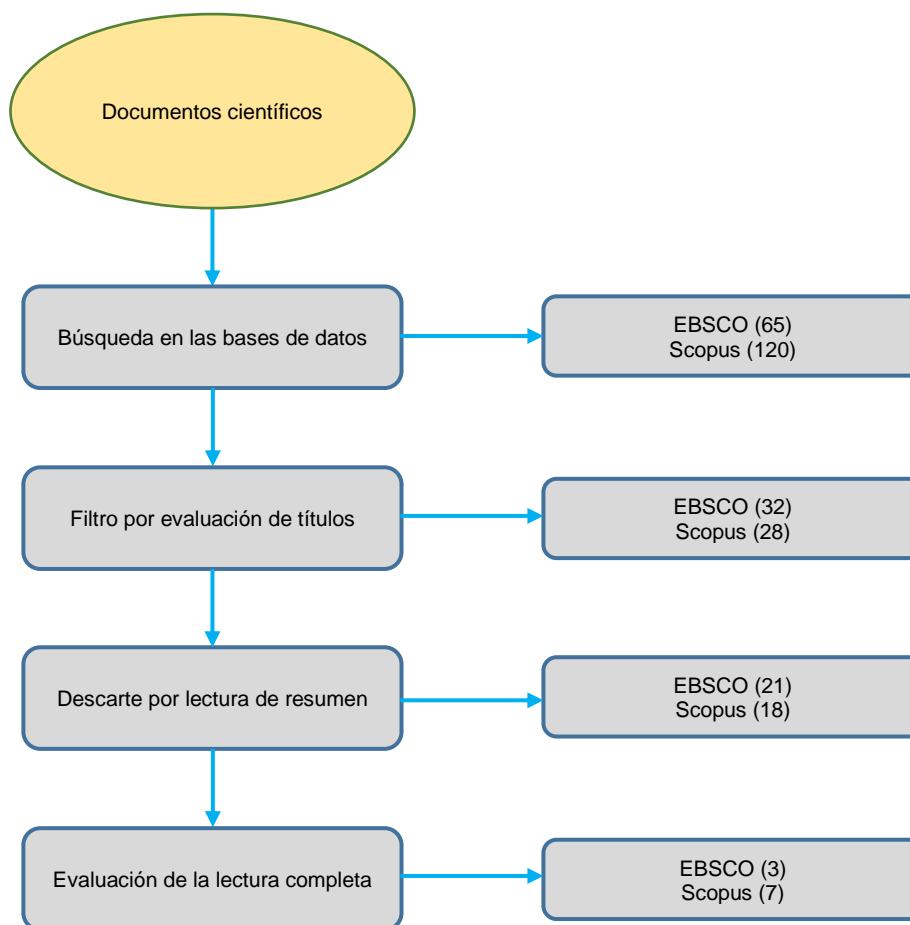 Documentos científicos
Búsqueda en las bases de datos
EBSCO (65)
Scopus (120)
Filtro por evaluación de títulos
EBSCO (32)
Scopus (28)
Descarte por lectura de resumen
EBSCO (21)
Scopus (18)
Evaluación de la lectura completa
EBSCO (3)
Scopus (7)